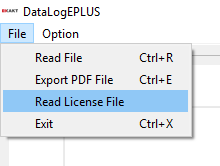 DataLogEPLUS
File Option
Read File Ctrl+R
Export PDF File Ctrl+E
Read License File
Exit Ctrl+X